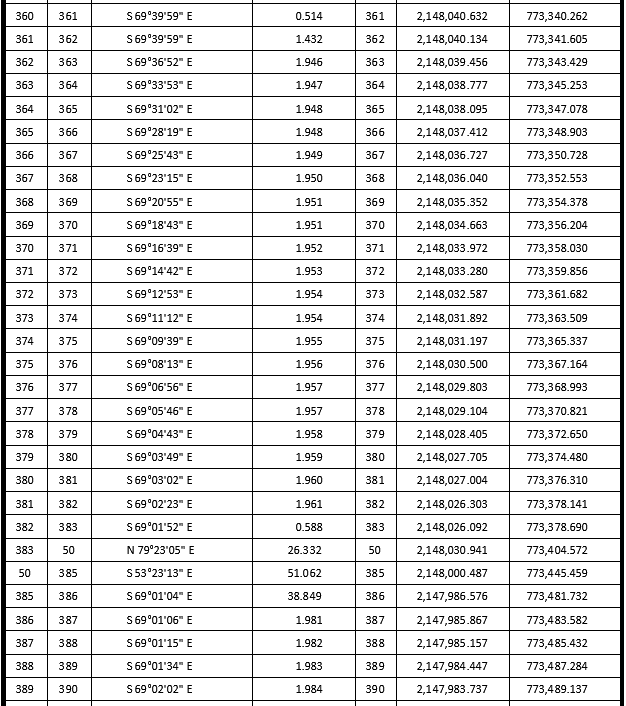 360 361 S 69°39'59" E 0.514 361 2,148,040.632 773,340.262
361 362 S 69°39'59" E 1.432 362 2,148,040.134 773,341.605
362 363 S 69°36'52" E 1.946 363 2,148,039.456 773,343.429
363 364 S 69°33'53" E 1.947 364 2,148,038.777 773,345.253
364 365 S 69°31'02" E 1.948 365 2,148,038.095 773,347.078
365 366 S 69°28'19" E 1.948 366 2,148,037.412 773,348.903
366 367 S 69°25'43" E 1.949 367 2,148,036.727 773,350.728
367 368 S 69°23'15" E 1.950 368 2,148,036.040 773,352.553
368 369 S 69°20'55" E 1.951 369 2,148,035.352 773,354.378
369 370 S 69°18'43" E 1.951 370 2,148,034.663 773,356.204
370 371 S 69°16'39" E 1.952 371 2,148,033.972 773,358.030
371 372 S 69°14'42" E 1.953 372 2,148,033.280 773,359.856
372 373 S 69°12'53" E 1.954 373 2,148,032.587 773,361.682
373 374 S 69°11'12" E 1.954 374 2,148,031.892 773,363.509
374 375 S 69°09'39" E 1.955 375 2,148,031.197 773,365.337
375 376 S 69°08'13" E 1.956 376 2,148,030.500 773,367.164
376 377 S 69°06'56" E 1.957 377 2,148,029.803 773,368.993
377 378 S 69°05'46" E 1.957 378 2,148,029.104 773,370.821
378 379 S 69°04'43" E 1.958 379 2,148,028.405 773,372.650
379 380 S 69°03'49" E 1.959 380 2,148,027.705 773,374.480
380 381 S 69°03'02" E 1.960 381 2,148,027.004 773,376.310
381 382 S 69°02'23" E 1.961 382 2,148,026.303 773,378.141
382 383 S 69°01'52" E 0.588 383 2,148,026.092 773,378.690
383 50 N 79°23'05" E 26.332 50 2,148,030.941 773,404.572
50 385 S 53°23'13" E 51.062 385 2,148,000.487 773,445.459
385 386 S 69°01'04" E 38.849 386 2,147,986.576 773,481.732
386 387 S 69°01'06" E 1.981 387 2,147,985.867 773,483.582
387 388 S 69°01'15" E 1.982 388 2,147,985.157 773,485.432
388 389 S 69°01'34" E 1.983 389 2,147,984.447 773,487.284
389 390 S 69°02'02" E 1.984 390 2,147,983.737 773,489.137